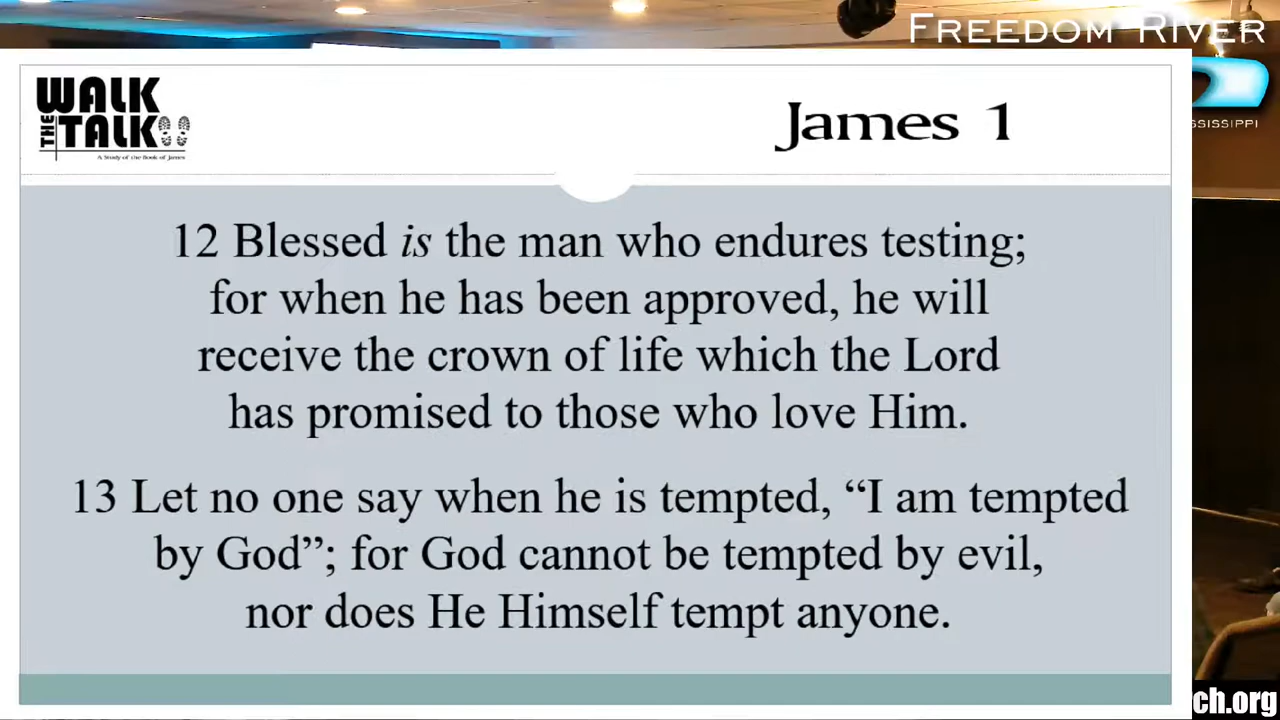 FREEDOM RIVER
WALK
THE TALK
A Study of the Book of James
James 1
SSISSIPPI
12 Blessed is the man who endures testing;
for when he has been approved, he will
receive the crown of life which the Lord
has promised to those who love Him.
13 Let no one say when he is tempted, “I am tempted
by God”; for God cannot be tempted by evil,
nor does He Himself tempt anyone.
ch.org